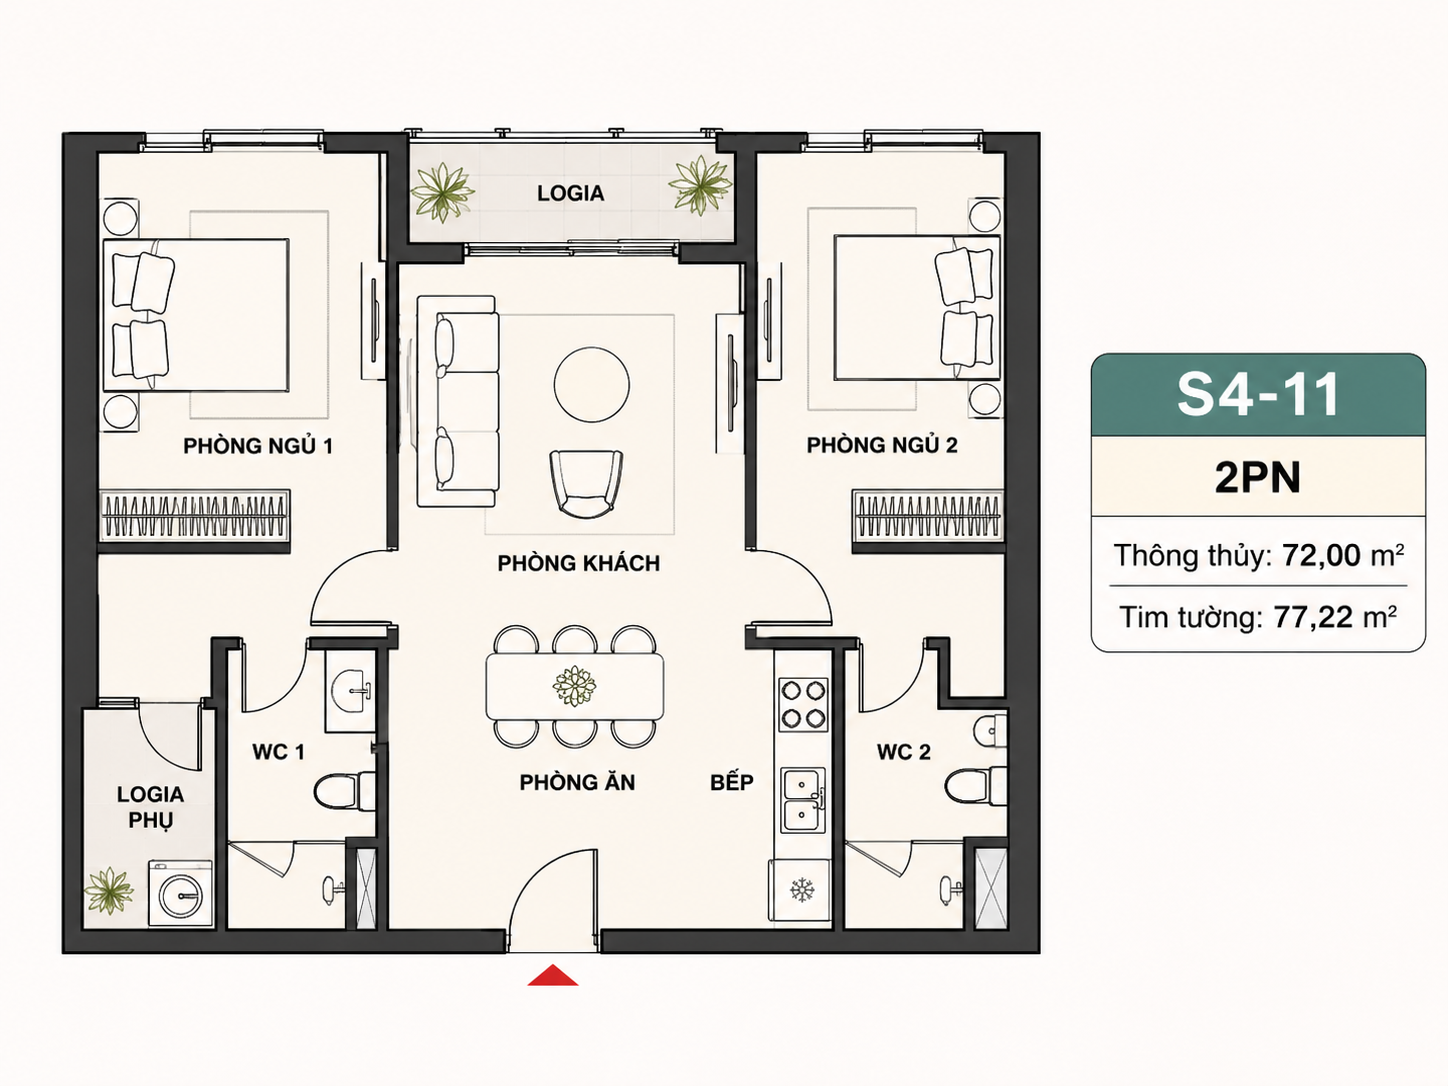 LOGIA
PHÒNG NGỦ 1
PHÒNG NGỦ 2
PHÒNG KHÁCH
WC 1
WC 2
PHÒNG ĂN
BẾP
LOGIA
PHỤ
S4-11
2PN
Thông thủy: 72,00 m²
Tim tường: 77,22 m²